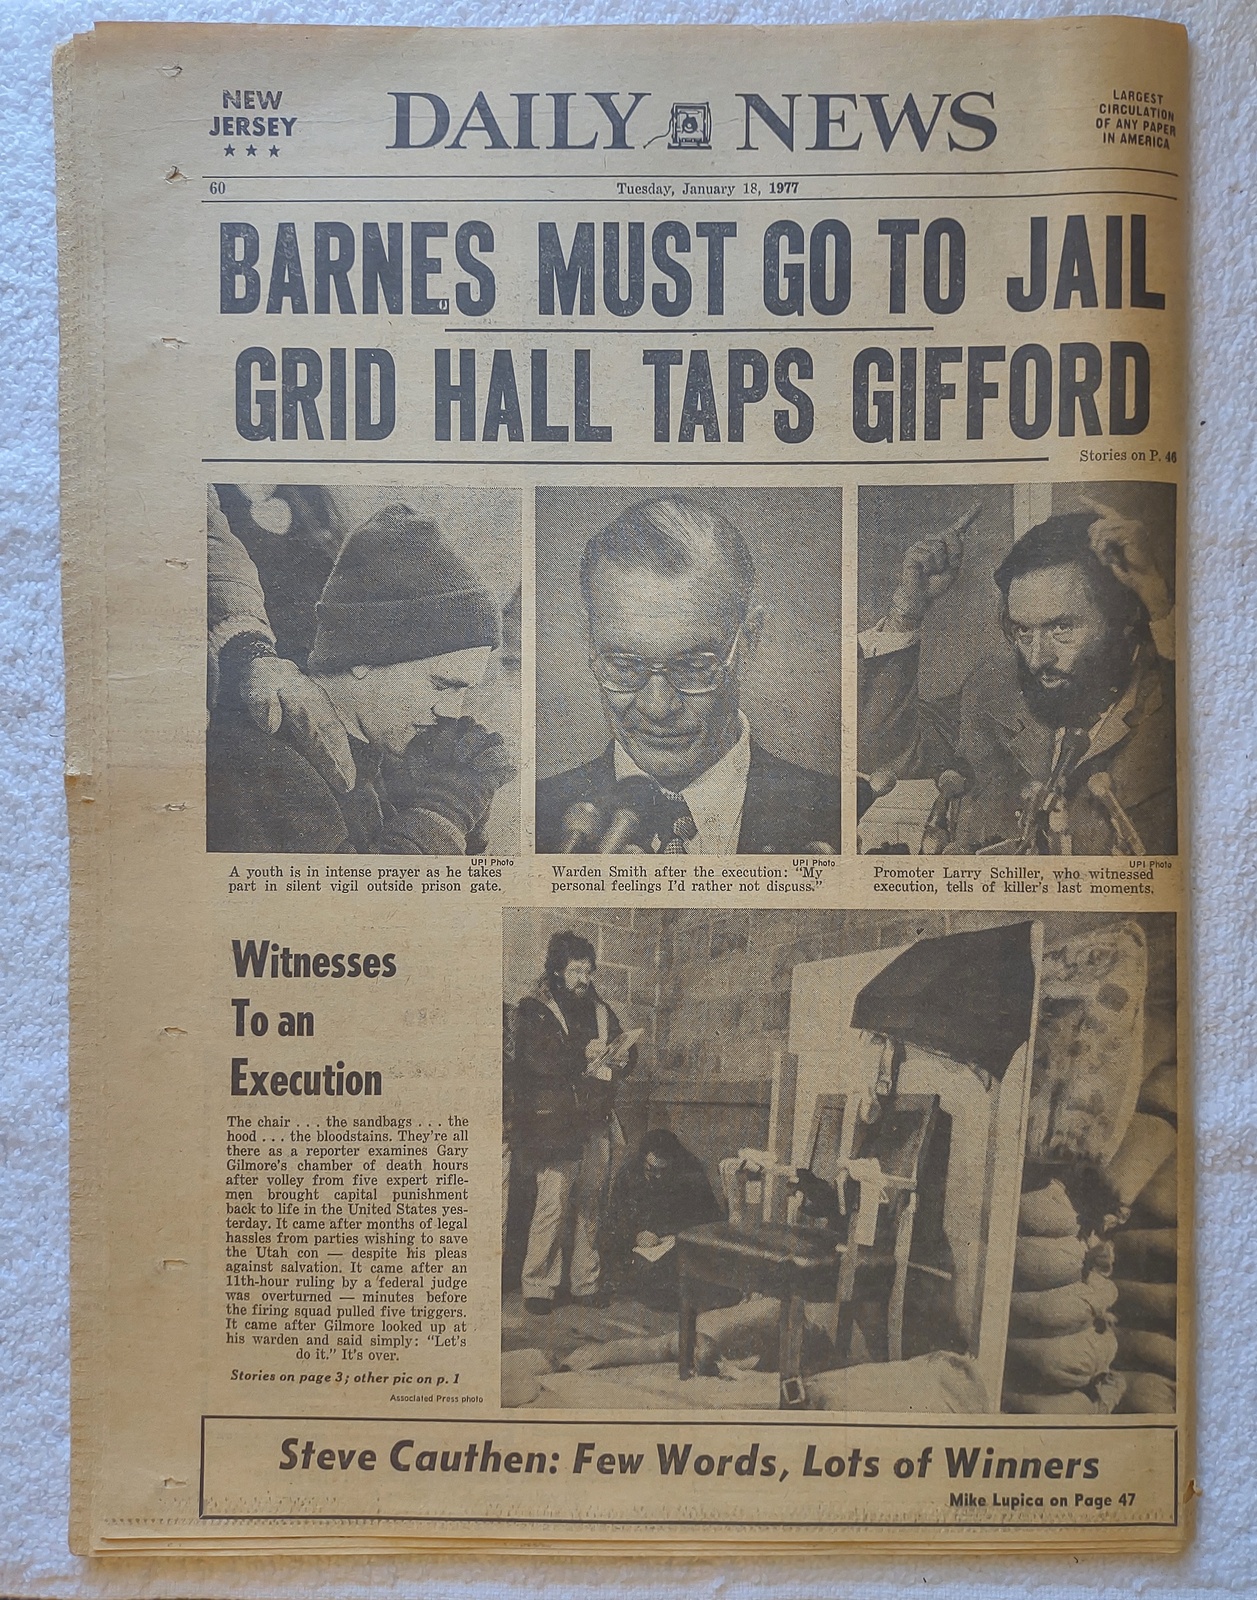 NEW
JERSEY
★ ★ ★
DAILY NEWS
LARGEST
CIRCULATION
OF ANY PAPER
IN AMERICA
60
Tuesday, January 18, 1977
BARNES MUST GO TO JAIL
GRID HALL TAPS GIFFORD
Stories on P. 46
UPI Photo
A youth is in intense prayer as he takes
part in silent vigil outside prison gate.
UPI Photo
Warden Smith after the execution: “My
personal feelings I’d rather not discuss.”
UPI Photo
Promoter Larry Schiller, who witnessed
execution, tells of killer’s last moments.
Witnesses
To an
Execution
The chair . . . the sandbags . . . the
hood . . . the bloodstains. They’re all
there as a reporter examines Gary
Gilmore’s chamber of death hours
after volley from five expert rifle-
men brought capital punishment
back to life in the United States yes-
terday. It came after months of legal
hassles from parties wishing to save
the Utah con — despite his pleas
against salvation. It came after an
11th-hour ruling by a federal judge
was overturned — minutes before
the firing squad pulled five triggers.
It came after Gilmore looked up at
his warden and said simply: “Let’s
do it.” It’s over.
Stories on page 3; other pic on p. 1
Associated Press photo
Steve Cauthen: Few Words, Lots of Winners
Mike Lupica on Page 47